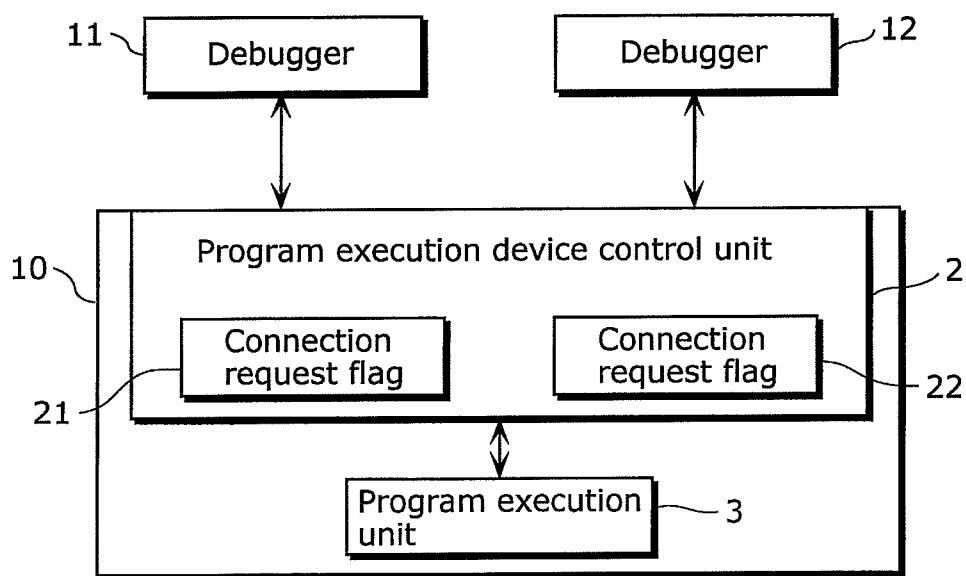 11
Debugger
Debugger
12
Program execution device control unit
10
2
Connection
request flag
Connection
request flag
21
22
Program execution
unit
3